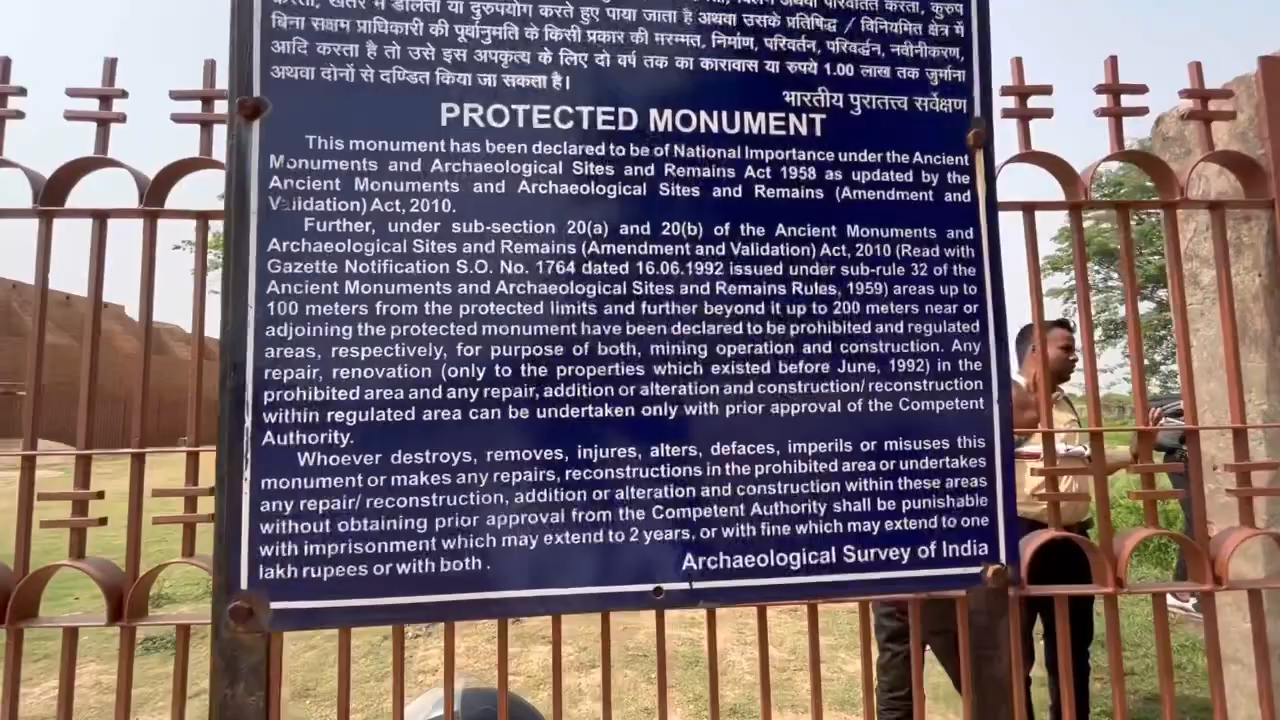 करता, खतरे में डालता या दुरुपयोग करते हुए पाया जाता है अथवा उसके प्रतिषिद्ध / विनियमित क्षेत्र में
बिना सक्षम प्राधिकारी की पूर्वानुमति के किसी प्रकार की मरम्मत, निर्माण, परिवर्तन, परिवर्द्धन, नवीनीकरण,
आदि करता है तो उसे इस अपकृत्य के लिए दो वर्ष तक का कारावास या रुपये 1.00 लाख तक जुर्माना
अथवा दोनों से दण्डित किया जा सकता है।
भारतीय पुरातत्त्व सर्वेक्षण
PROTECTED MONUMENT
This monument has been declared to be of National Importance under the Ancient
Monuments and Archaeological Sites and Remains Act 1958 as updated by the
Ancient Monuments and Archaeological Sites and Remains (Amendment and
Validation) Act, 2010.
Further, under sub-section 20(a) and 20(b) of the Ancient Monuments and
Archaeological Sites and Remains (Amendment and Validation) Act, 2010 (Read with
Gazette Notification S.O. No. 1764 dated 16.06.1992 issued under sub-rule 32 of the
Ancient Monuments and Archaeological Sites and Remains Rules, 1959) areas up to
100 meters from the protected limits and further beyond it up to 200 meters near or
adjoining the protected monument have been declared to be prohibited and regulated
areas, respectively, for purpose of both, mining operation and construction. Any
repair, renovation (only to the properties which existed before June, 1992) in the
prohibited area and any repair, addition or alteration and construction/ reconstruction
within regulated area can be undertaken only with prior approval of the Competent
Authority.
Whoever destroys, removes, injures, alters, defaces, imperils or misuses this
monument or makes any repairs, reconstructions in the prohibited area or undertakes
any repair/ reconstruction, addition or alteration and construction within these areas
without obtaining prior approval from the Competent Authority shall be punishable
with imprisonment which may extend to 2 years, or with fine which may extend to one
lakh rupees or with both .
Archaeological Survey of India